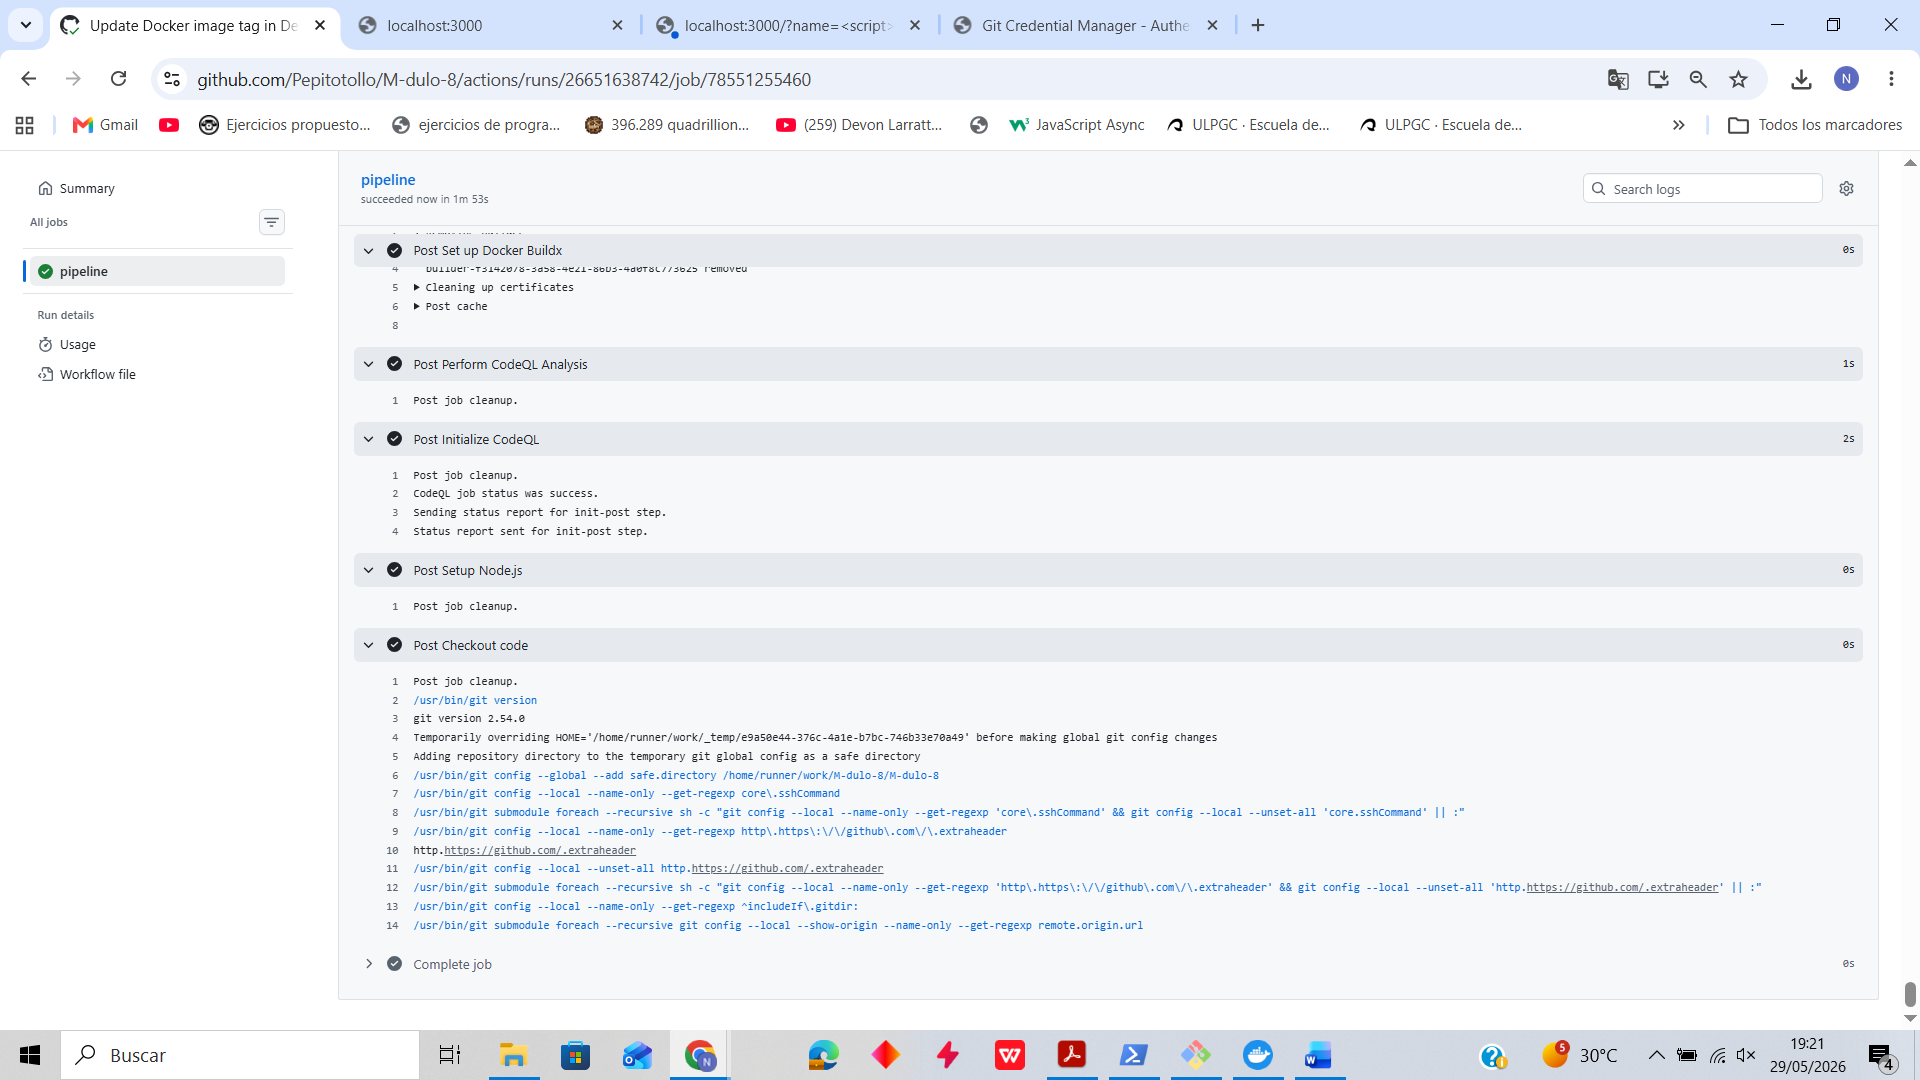 Update Docker image tag in De
localhost:3000
localhost:3000/?name=<script>
Git Credential Manager - Authe
github.com/Pepitotollo/M-dulo-8/actions/runs/26651638742/job/78551255460
N
Gmail
Ejercicios propuesto...
ejercicios de progra...
396.289 quadrillion...
(259) Devon Larratt...
JavaScript Async
ULPGC · Escuela de...
ULPGC · Escuela de...
Todos los marcadores
Summary
All jobs
pipeline
Run details
Usage
Workflow file
pipeline
succeeded now in 1m 53s
Search logs
Post Set up Docker Buildx 0s
4 builder-f3142078-3a58-4e21-86b3-4a0f8c773625 removed
5 Cleaning up certificates
6 Post cache
8
Post Perform CodeQL Analysis 1s
1 Post job cleanup.
Post Initialize CodeQL 2s
1 Post job cleanup.
2 CodeQL job status was success.
3 Sending status report for init-post step.
4 Status report sent for init-post step.
Post Setup Node.js 0s
1 Post job cleanup.
Post Checkout code 0s
1 Post job cleanup.
2 /usr/bin/git version
3 git version 2.54.0
4 Temporarily overriding HOME='/home/runner/work/_temp/e9a50e44-376c-4a1e-b7bc-746b33e70a49' before making global git config changes
5 Adding repository directory to the temporary git global config as a safe directory
6 /usr/bin/git config --global --add safe.directory /home/runner/work/M-dulo-8/M-dulo-8
7 /usr/bin/git config --local --name-only --get-regexp core\.sshCommand
8 /usr/bin/git submodule foreach --recursive sh -c "git config --local --name-only --get-regexp 'core\.sshCommand' && git config --local --unset-all 'core.sshCommand' || :"
9 /usr/bin/git config --local --name-only --get-regexp http\.https\:\/\/github\.com\/\.extraheader
10 http.https://github.com/.extraheader
11 /usr/bin/git config --local --unset-all http.https://github.com/.extraheader
12 /usr/bin/git submodule foreach --recursive sh -c "git config --local --name-only --get-regexp 'http\.https\:\/\/github\.com\/\.extraheader' && git config --local --unset-all 'http.https://github.com/.extraheader' || :"
13 /usr/bin/git config --local --name-only --get-regexp ^includeIf\.gitdir:
14 /usr/bin/git submodule foreach --recursive git config --local --show-origin --name-only --get-regexp remote.origin.url
Complete job 0s
Buscar
5
30°C
19:21
29/05/2026
4